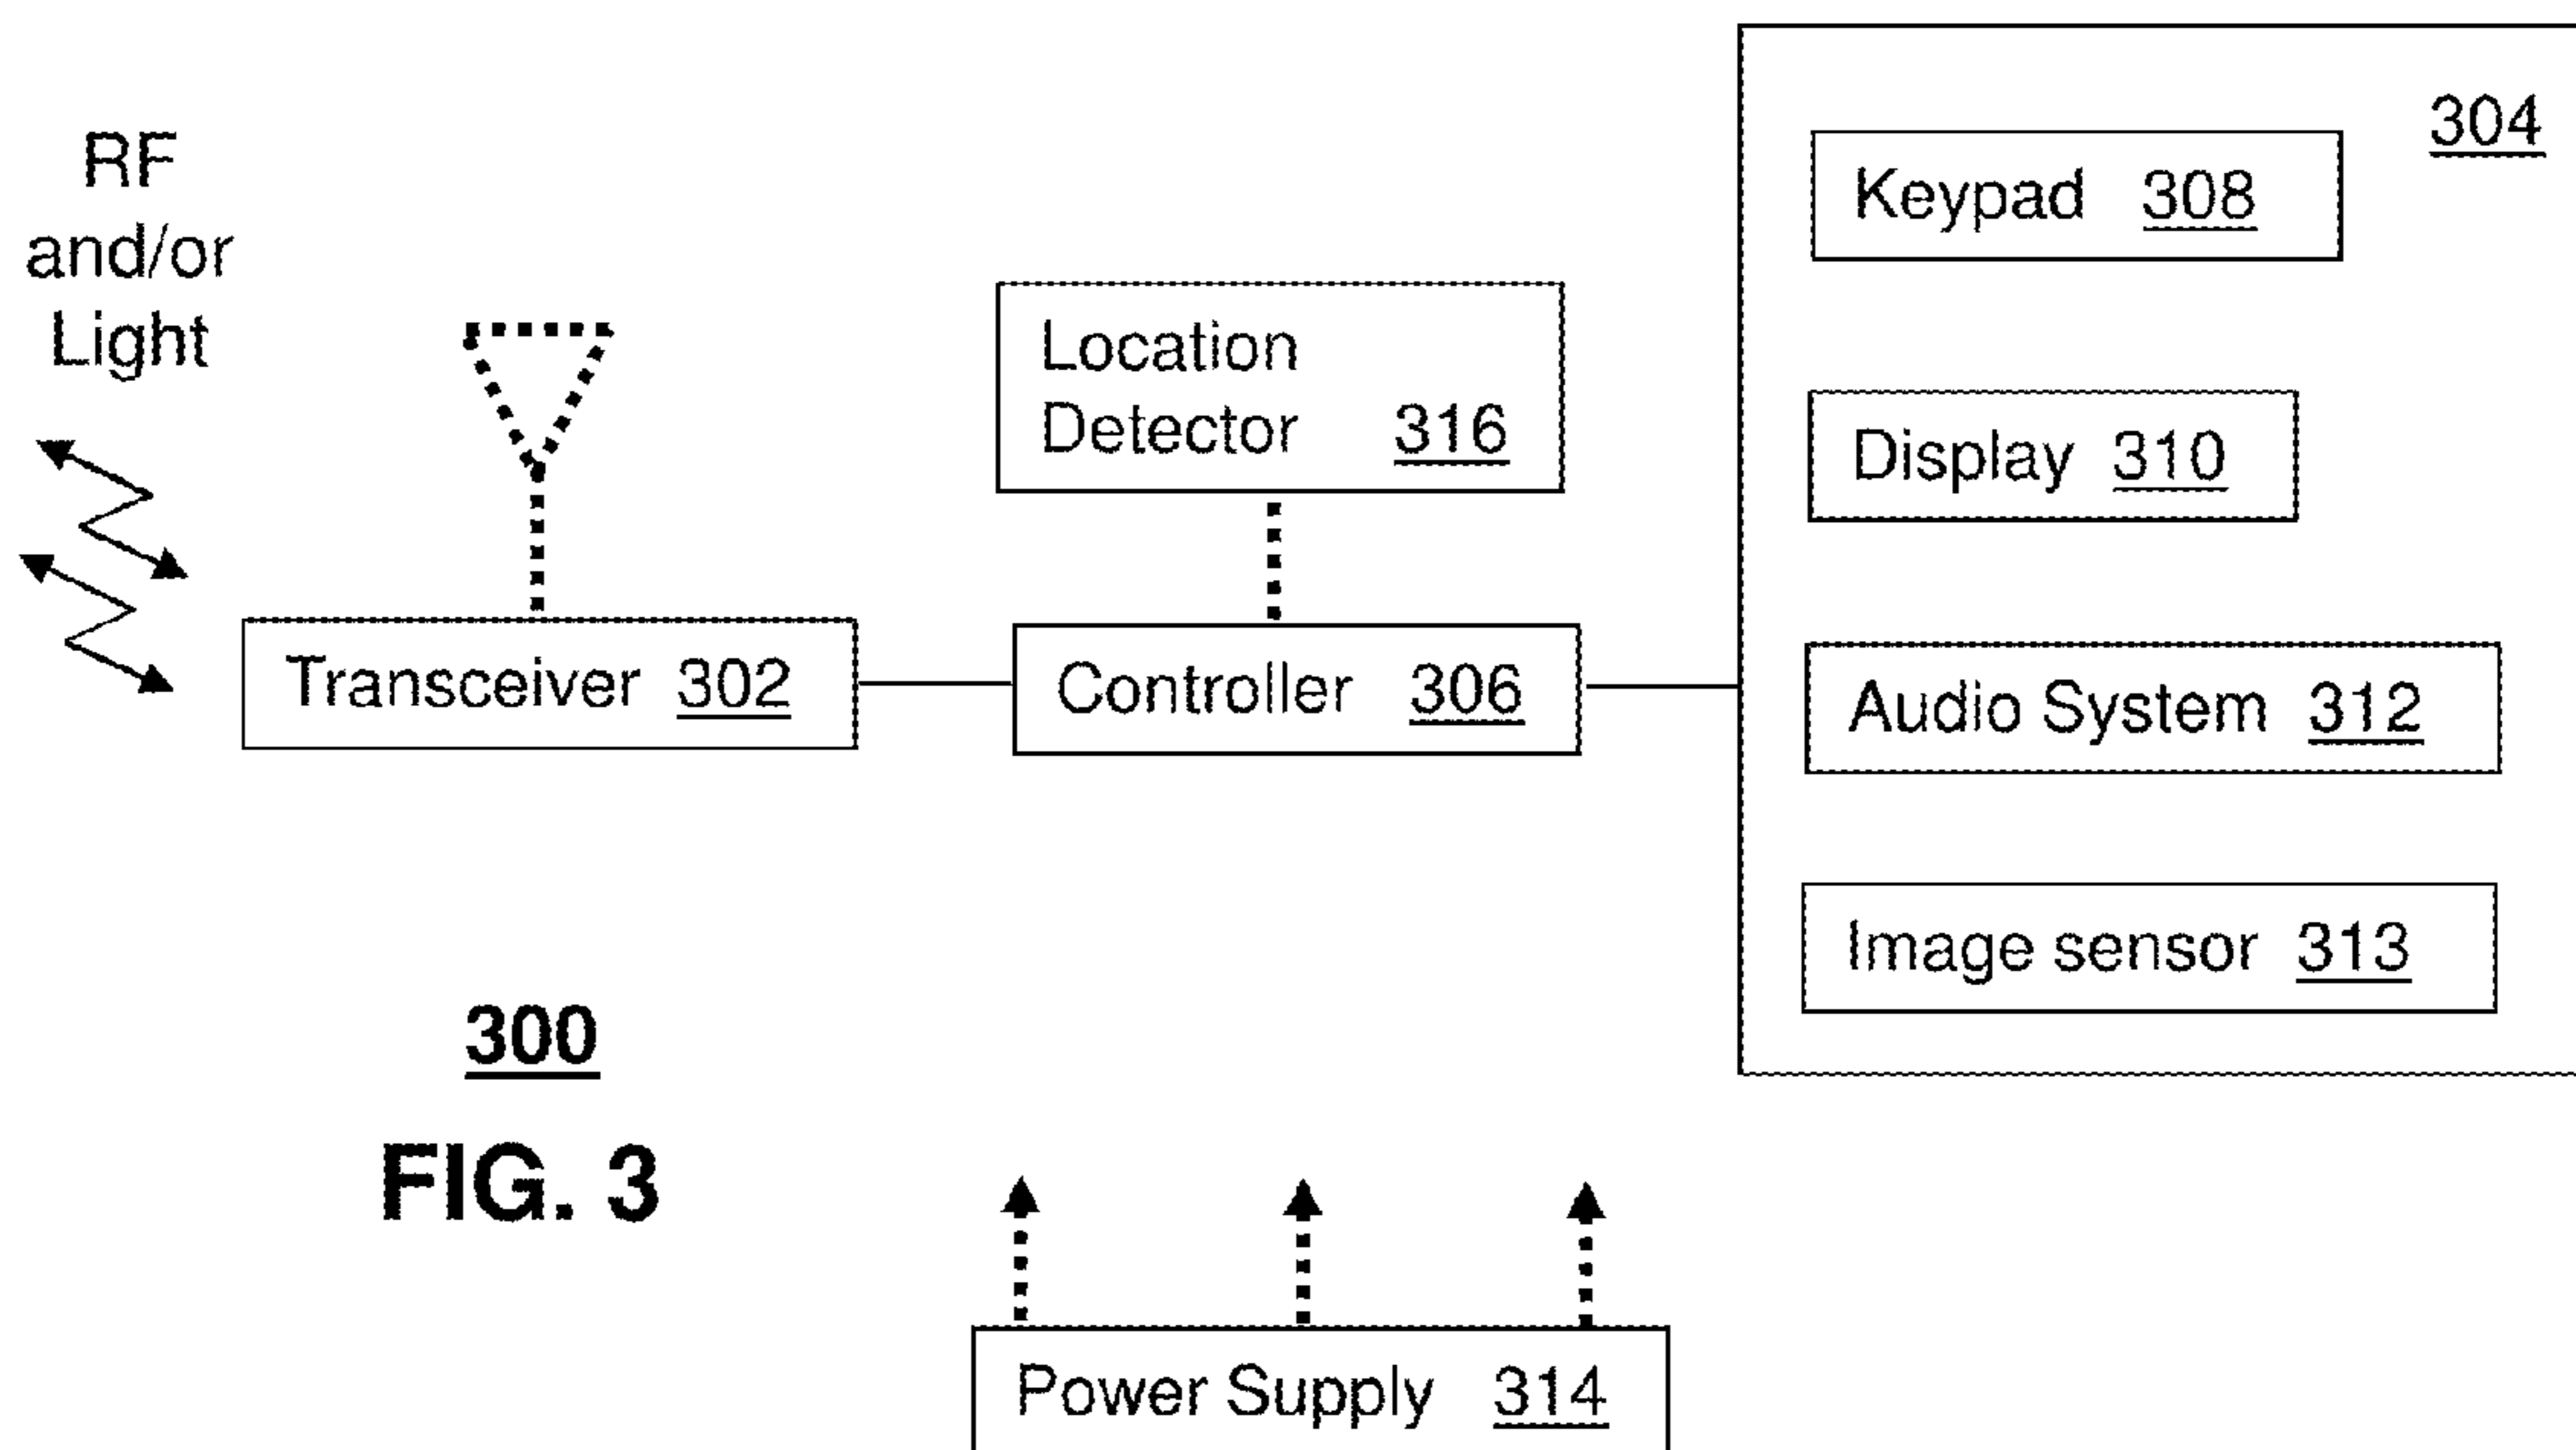 RF
and/or
Light
304
Keypad 308
Location
Detector 316
Display 310
Transceiver 302
Controller 306
Audio System 312
Image sensor 313
300
FIG. 3
Power Supply 314